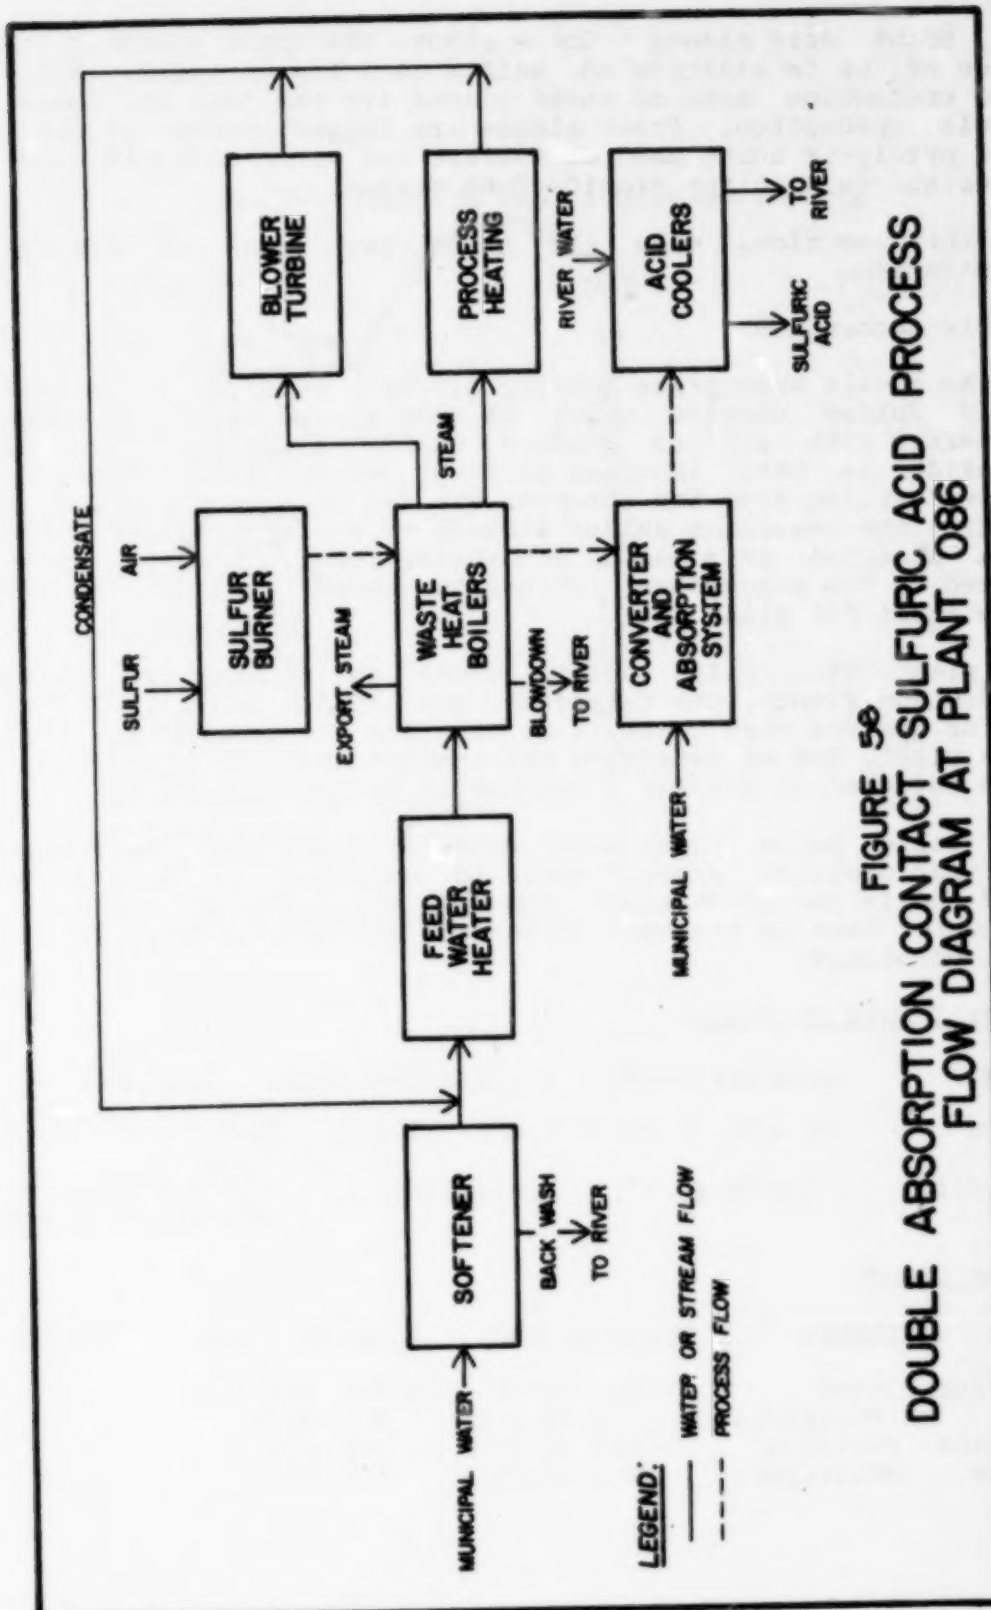 CONDENSATE
SULFUR
AIR
SULFUR
BURNER
BLOWER
TURBINE
EXPORT STEAM
STEAM
MUNICIPAL WATER
SOFTENER
FEED
WATER
HEATER
WASTE
HEAT
BOILERS
PROCESS
HEATING
BACK WASH
TO RIVER
BLOWDOWN
TO RIVER
RIVER WATER
MUNICIPAL WATER
CONVERTER
AND
ABSORPTION
SYSTEM
ACID
COOLERS
SULFURIC
ACID
TO
RIVER
LEGEND:
WATER OR STREAM FLOW
PROCESS FLOW
FIGURE 58
DOUBLE ABSORPTION CONTACT SULFURIC ACID PROCESS
FLOW DIAGRAM AT PLANT 086